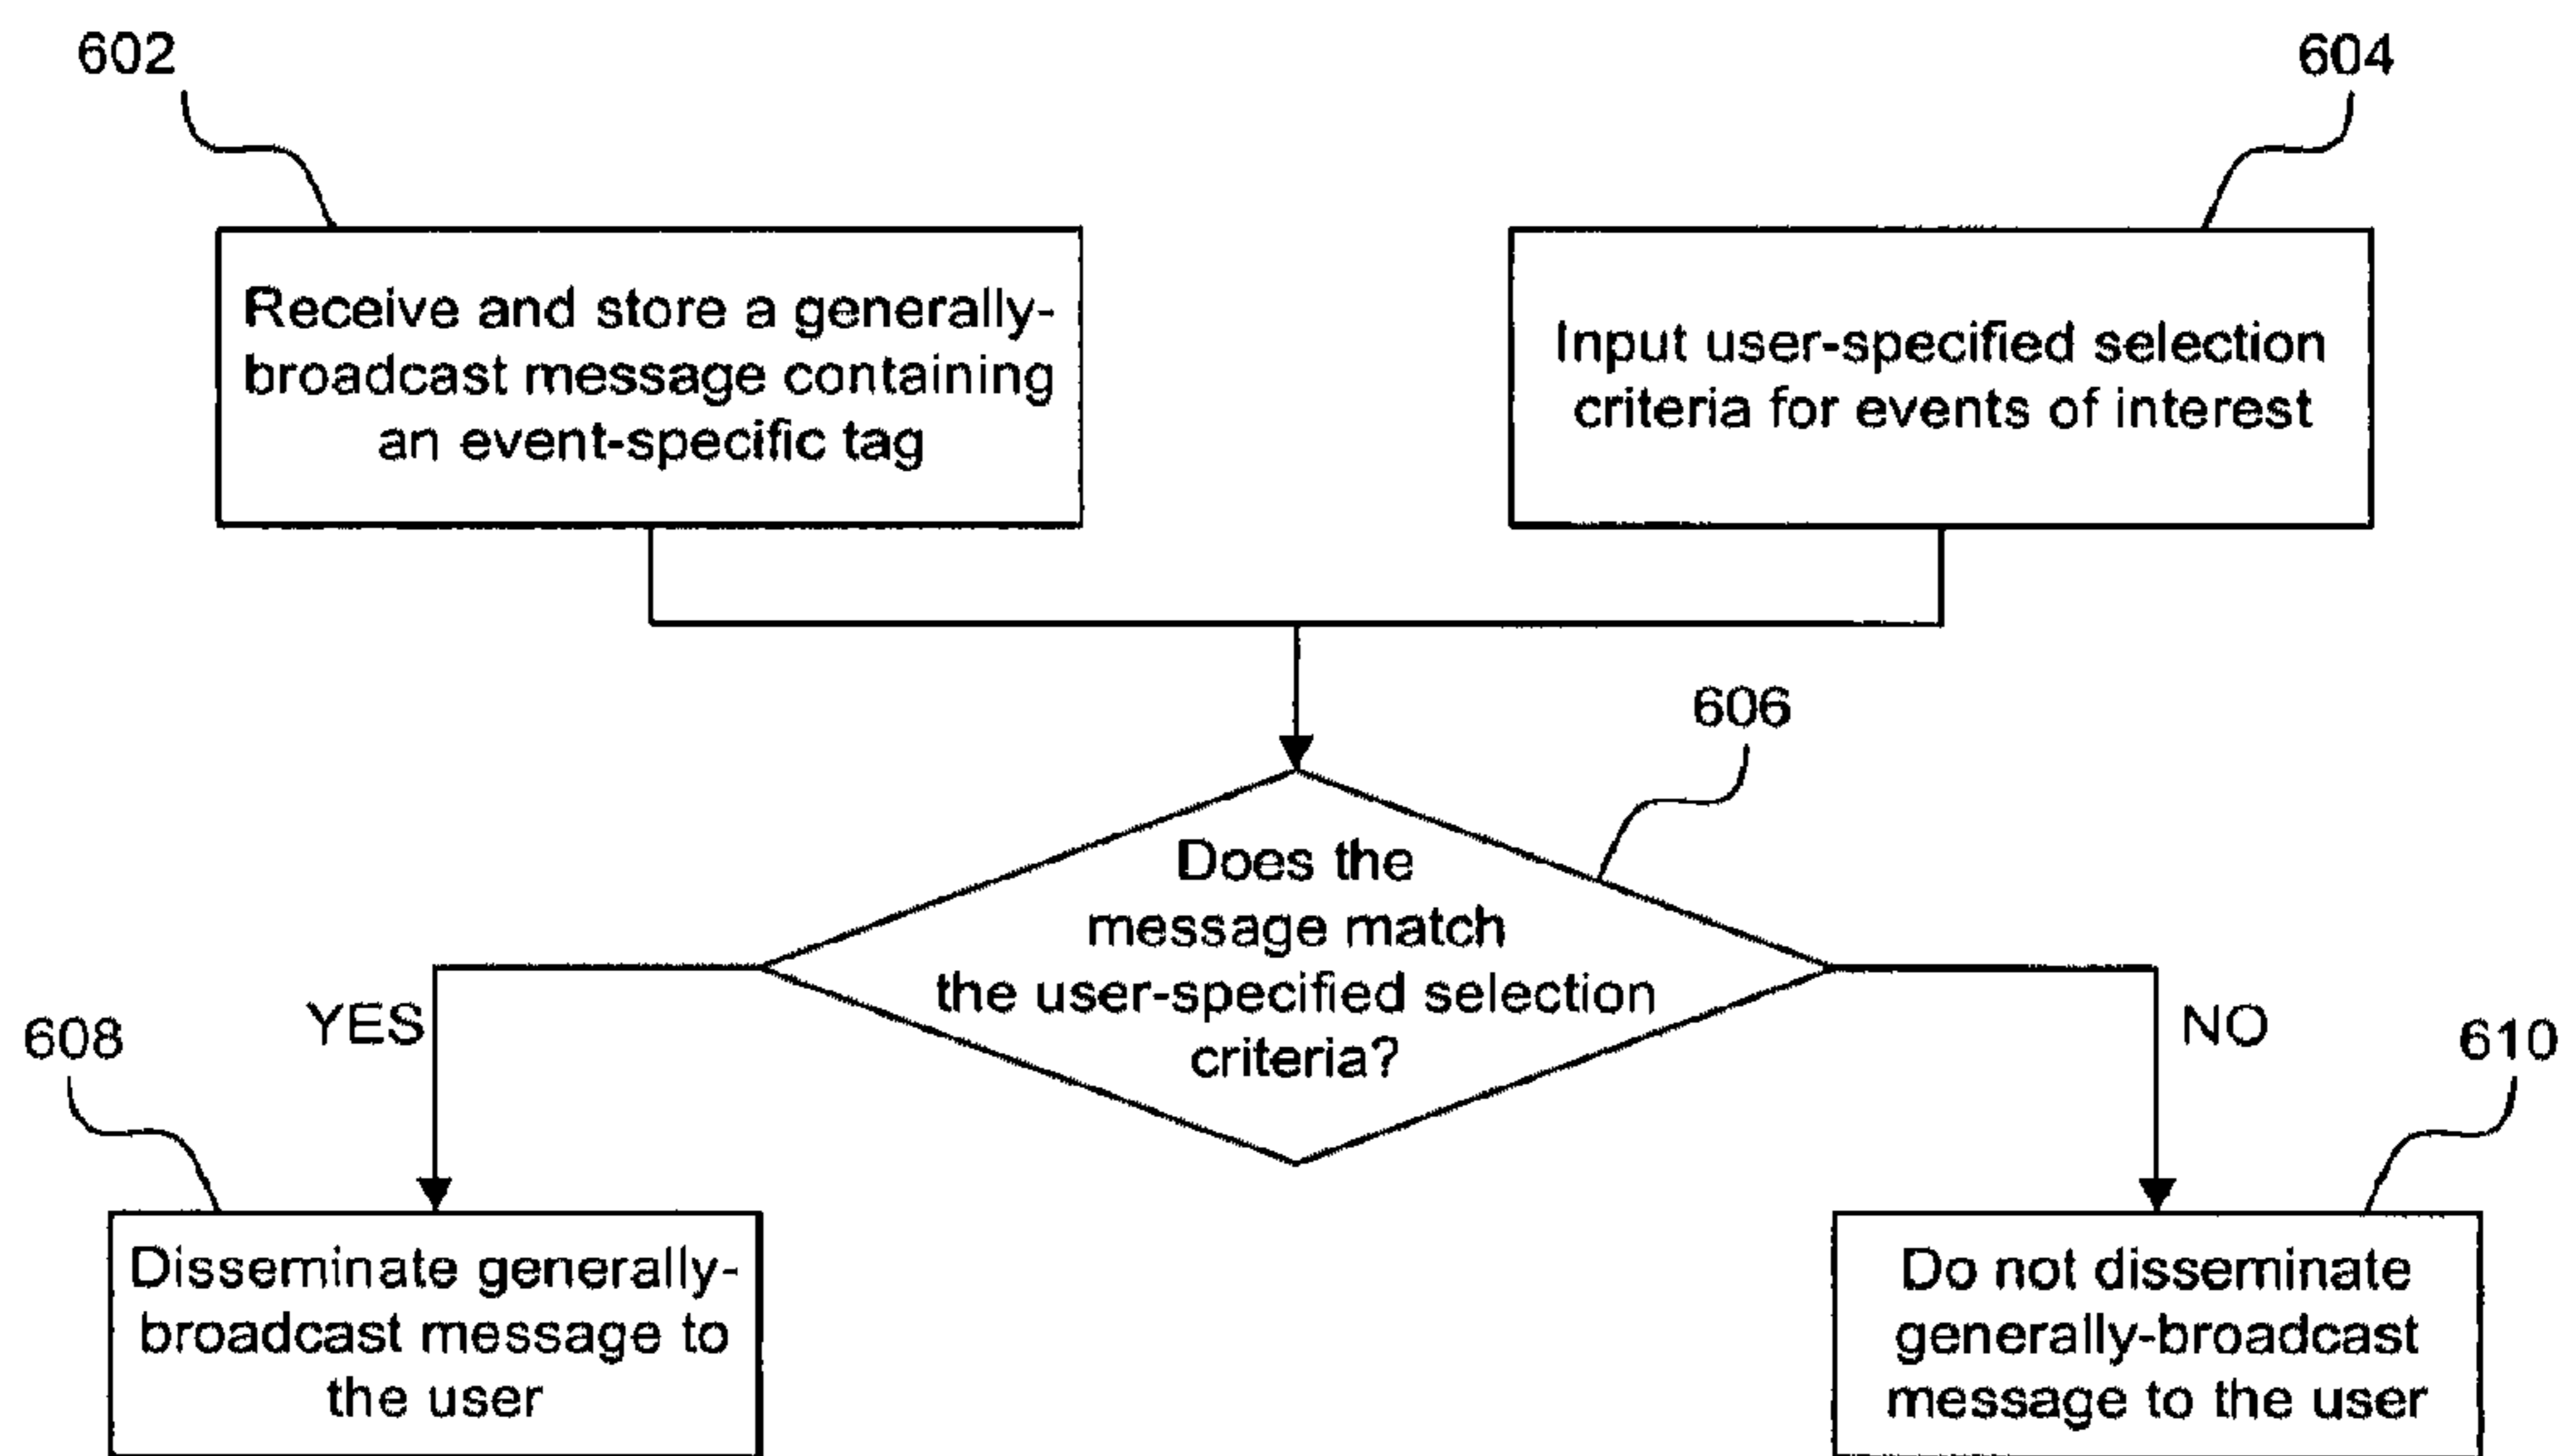 602
604
Receive and store a generally-
broadcast message containing
an event-specific tag
Input user-specified selection
criteria for events of interest
606
Does the
message match
the user-specified selection
criteria?
YES
NO
608
610
Disseminate generally-
broadcast message to
the user
Do not disseminate
generally-broadcast
message to the user